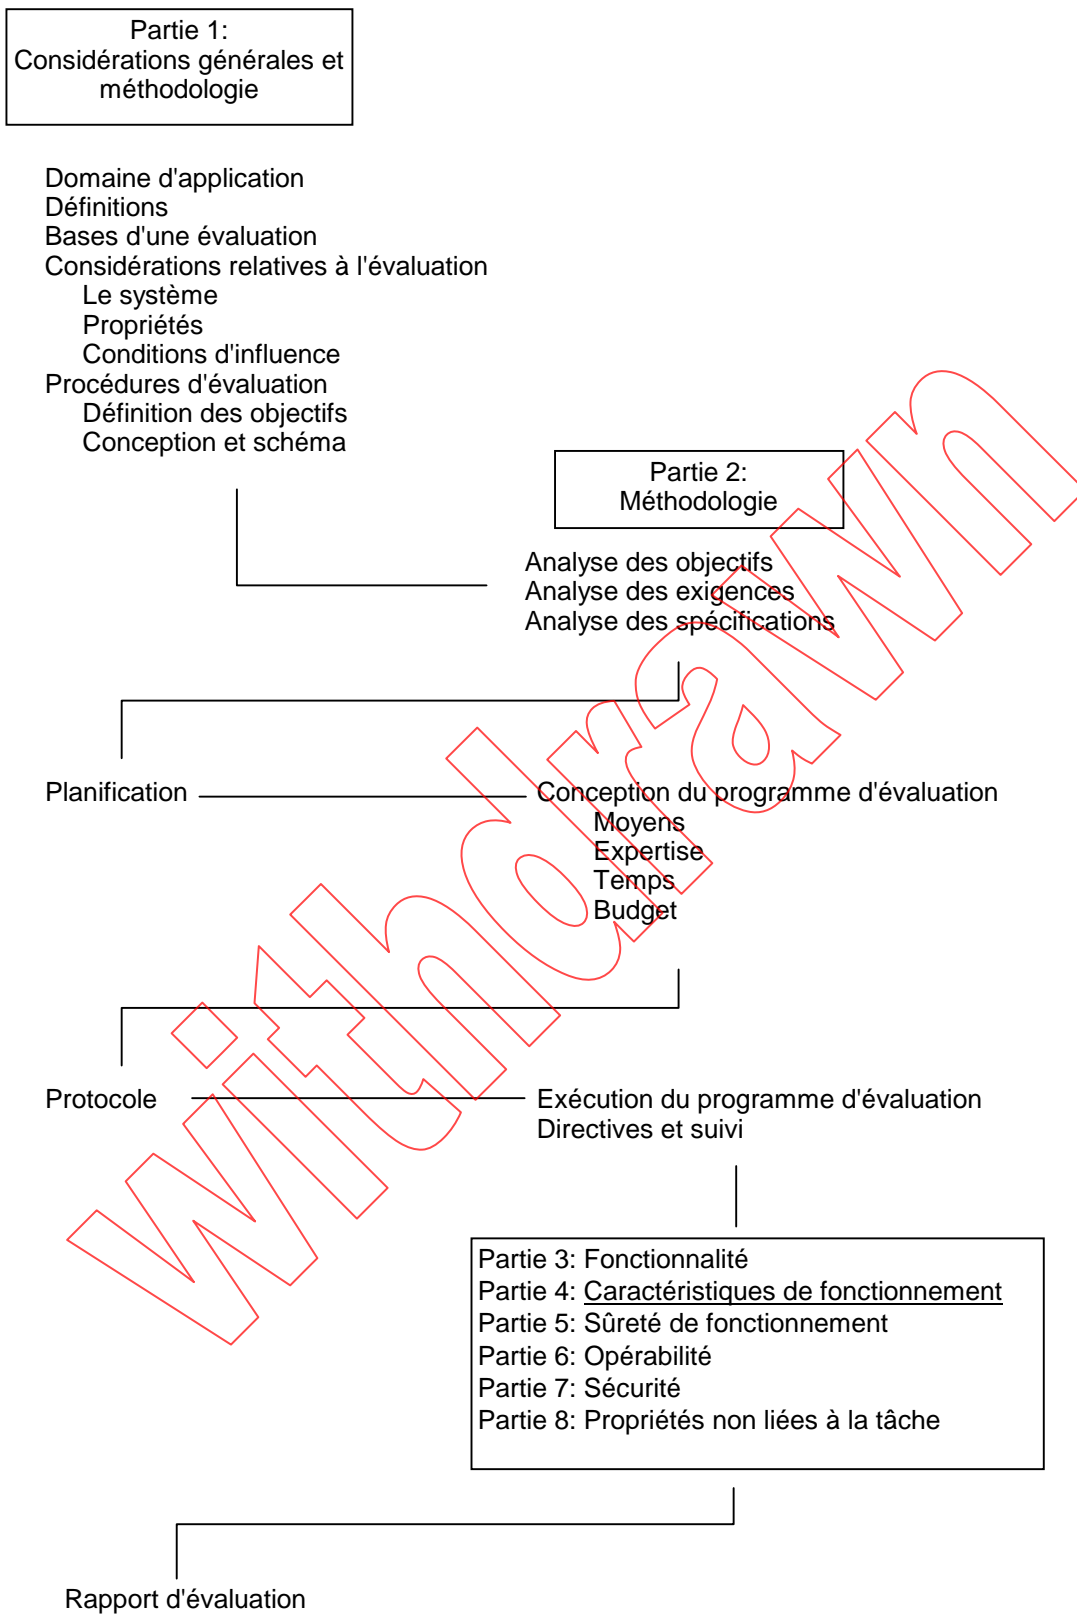 Partie 1:
Considérations générales et
méthodologie
Domaine d'application
Définitions
Bases d'une évaluation
Considérations relatives à l'évaluation
Le système
Propriétés
Conditions d'influence
Procédures d'évaluation
Définition des objectifs
Conception et schéma
Partie 2:
Méthodologie
Analyse des objectifs
Analyse des exigences
Analyse des spécifications
Planification
Conception du programme d'évaluation
Moyens
Expertise
Temps
Budget
Protocole
Exécution du programme d'évaluation
Directives et suivi
Partie 3: Fonctionnalité
Partie 4: Caractéristiques de fonctionnement
Partie 5: Sûreté de fonctionnement
Partie 6: Opérabilité
Partie 7: Sécurité
Partie 8: Propriétés non liées à la tâche
Rapport d'évaluation
withdrawn